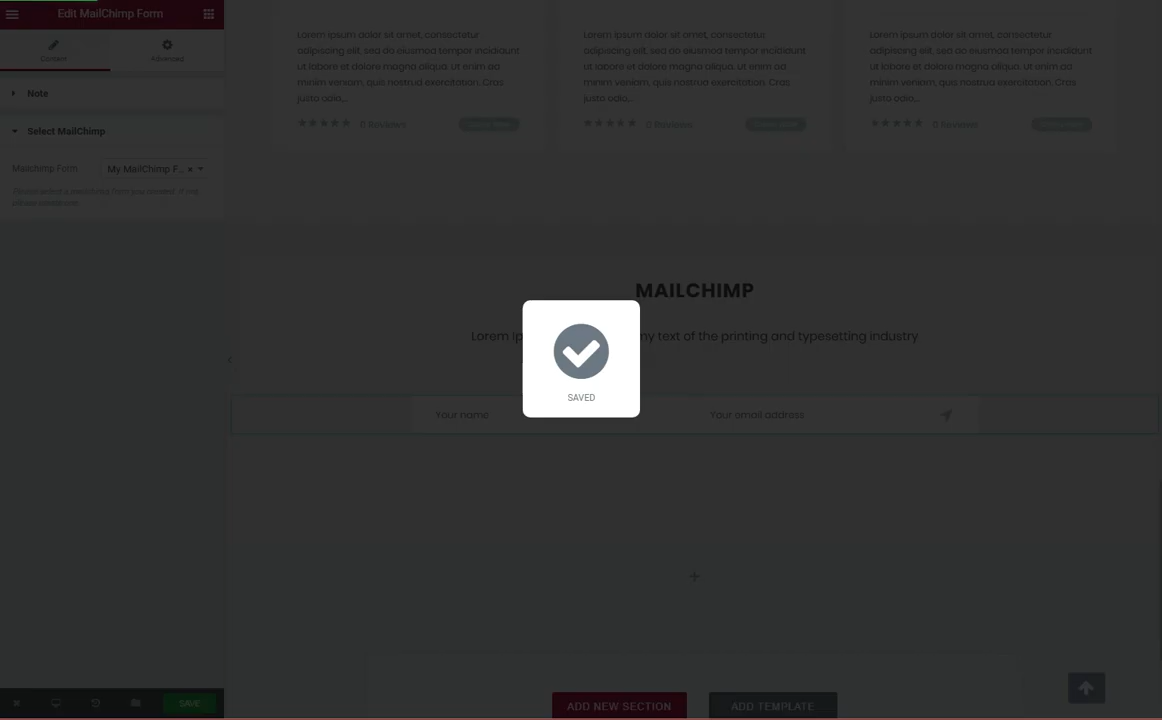 Edit MailChimp Form
Content
Advanced
Note
Select MailChimp
Mailchimp Form
My MailChimp F...
SAVE
Lorem ipsum dolor sit amet, consectetur
adipiscing elit, sed do eiusmod tempor incididunt
ut labore et dolore magna aliqua. Ut enim ad
minim veniam, quis nostrud exercitation. Cras
justo odio,...
0 Reviews
Lorem ipsum dolor sit amet, consectetur
adipiscing elit, sed do eiusmod tempor incididunt
ut labore et dolore magna aliqua. Ut enim ad
minim veniam, quis nostrud exercitation. Cras
justo odio,...
0 Reviews
Lorem ipsum dolor sit amet, consectetur
adipiscing elit, sed do eiusmod tempor incididunt
ut labore et dolore magna aliqua. Ut enim ad
minim veniam, quis nostrud exercitation. Cras
justo odio,...
0 Reviews
MAILCHIMP
Lorem Ip my text of the printing and typesetting industry
SAVED
Your name
Your email address
ADD NEW SECTION
ADD TEMPLATE